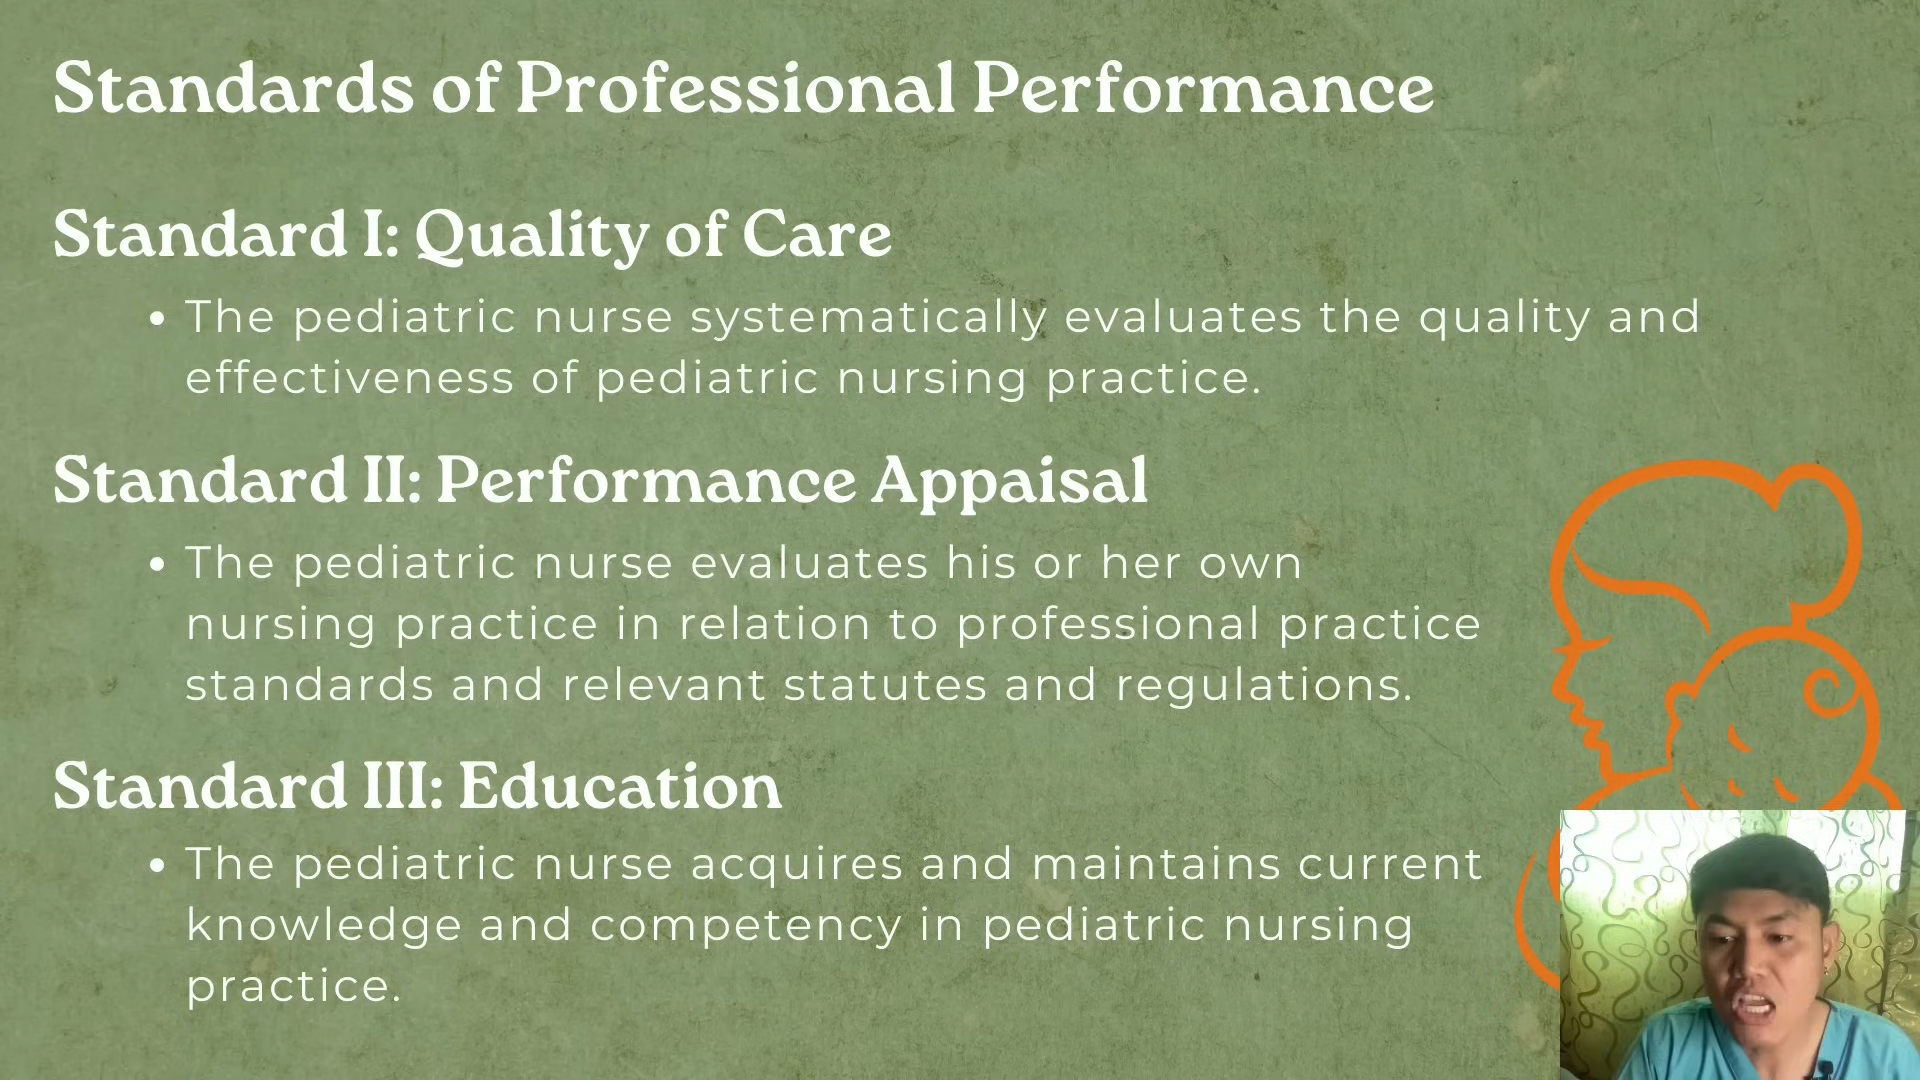 Standards of Professional Performance
Standard I: Quality of Care
• The pediatric nurse systematically evaluates the quality and
effectiveness of pediatric nursing practice.
Standard II: Performance Appaisal
• The pediatric nurse evaluates his or her own
nursing practice in relation to professional practice
standards and relevant statutes and regulations.
Standard III: Education
• The pediatric nurse acquires and maintains current
knowledge and competency in pediatric nursing
practice.